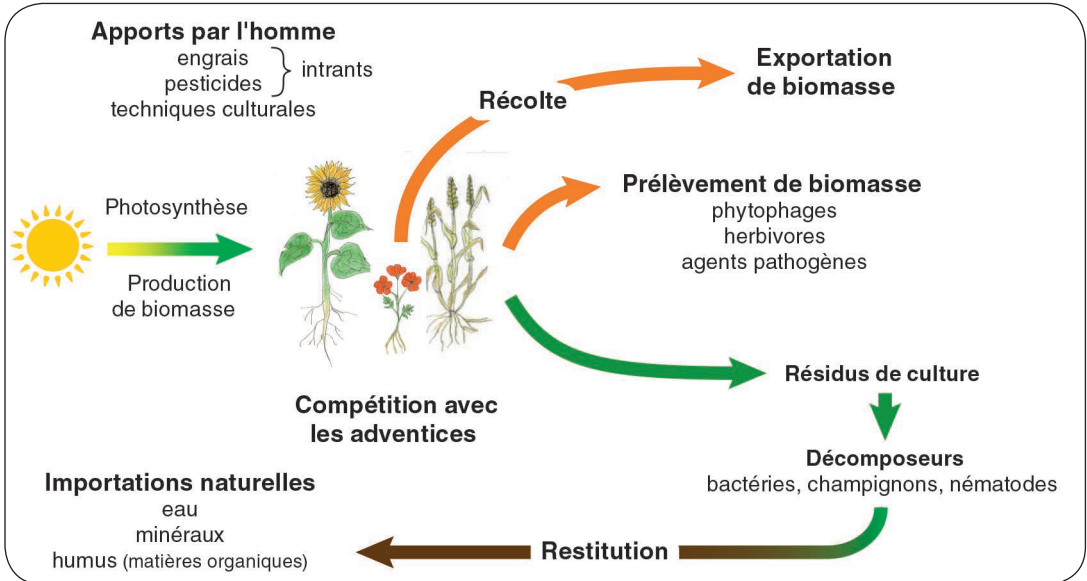 Apports par l'homme
engrais
pesticides
intrants
techniques culturales
Récolte
Exportation
de biomasse
Photosynthèse
Production
de biomasse
Prélèvement de biomasse
phytophages
herbivores
agents pathogènes
Compétition avec
les adventices
Résidus de culture
Décomposeurs
bactéries, champignons, nématodes
Importations naturelles
eau
minéraux
humus (matières organiques)
Restitution